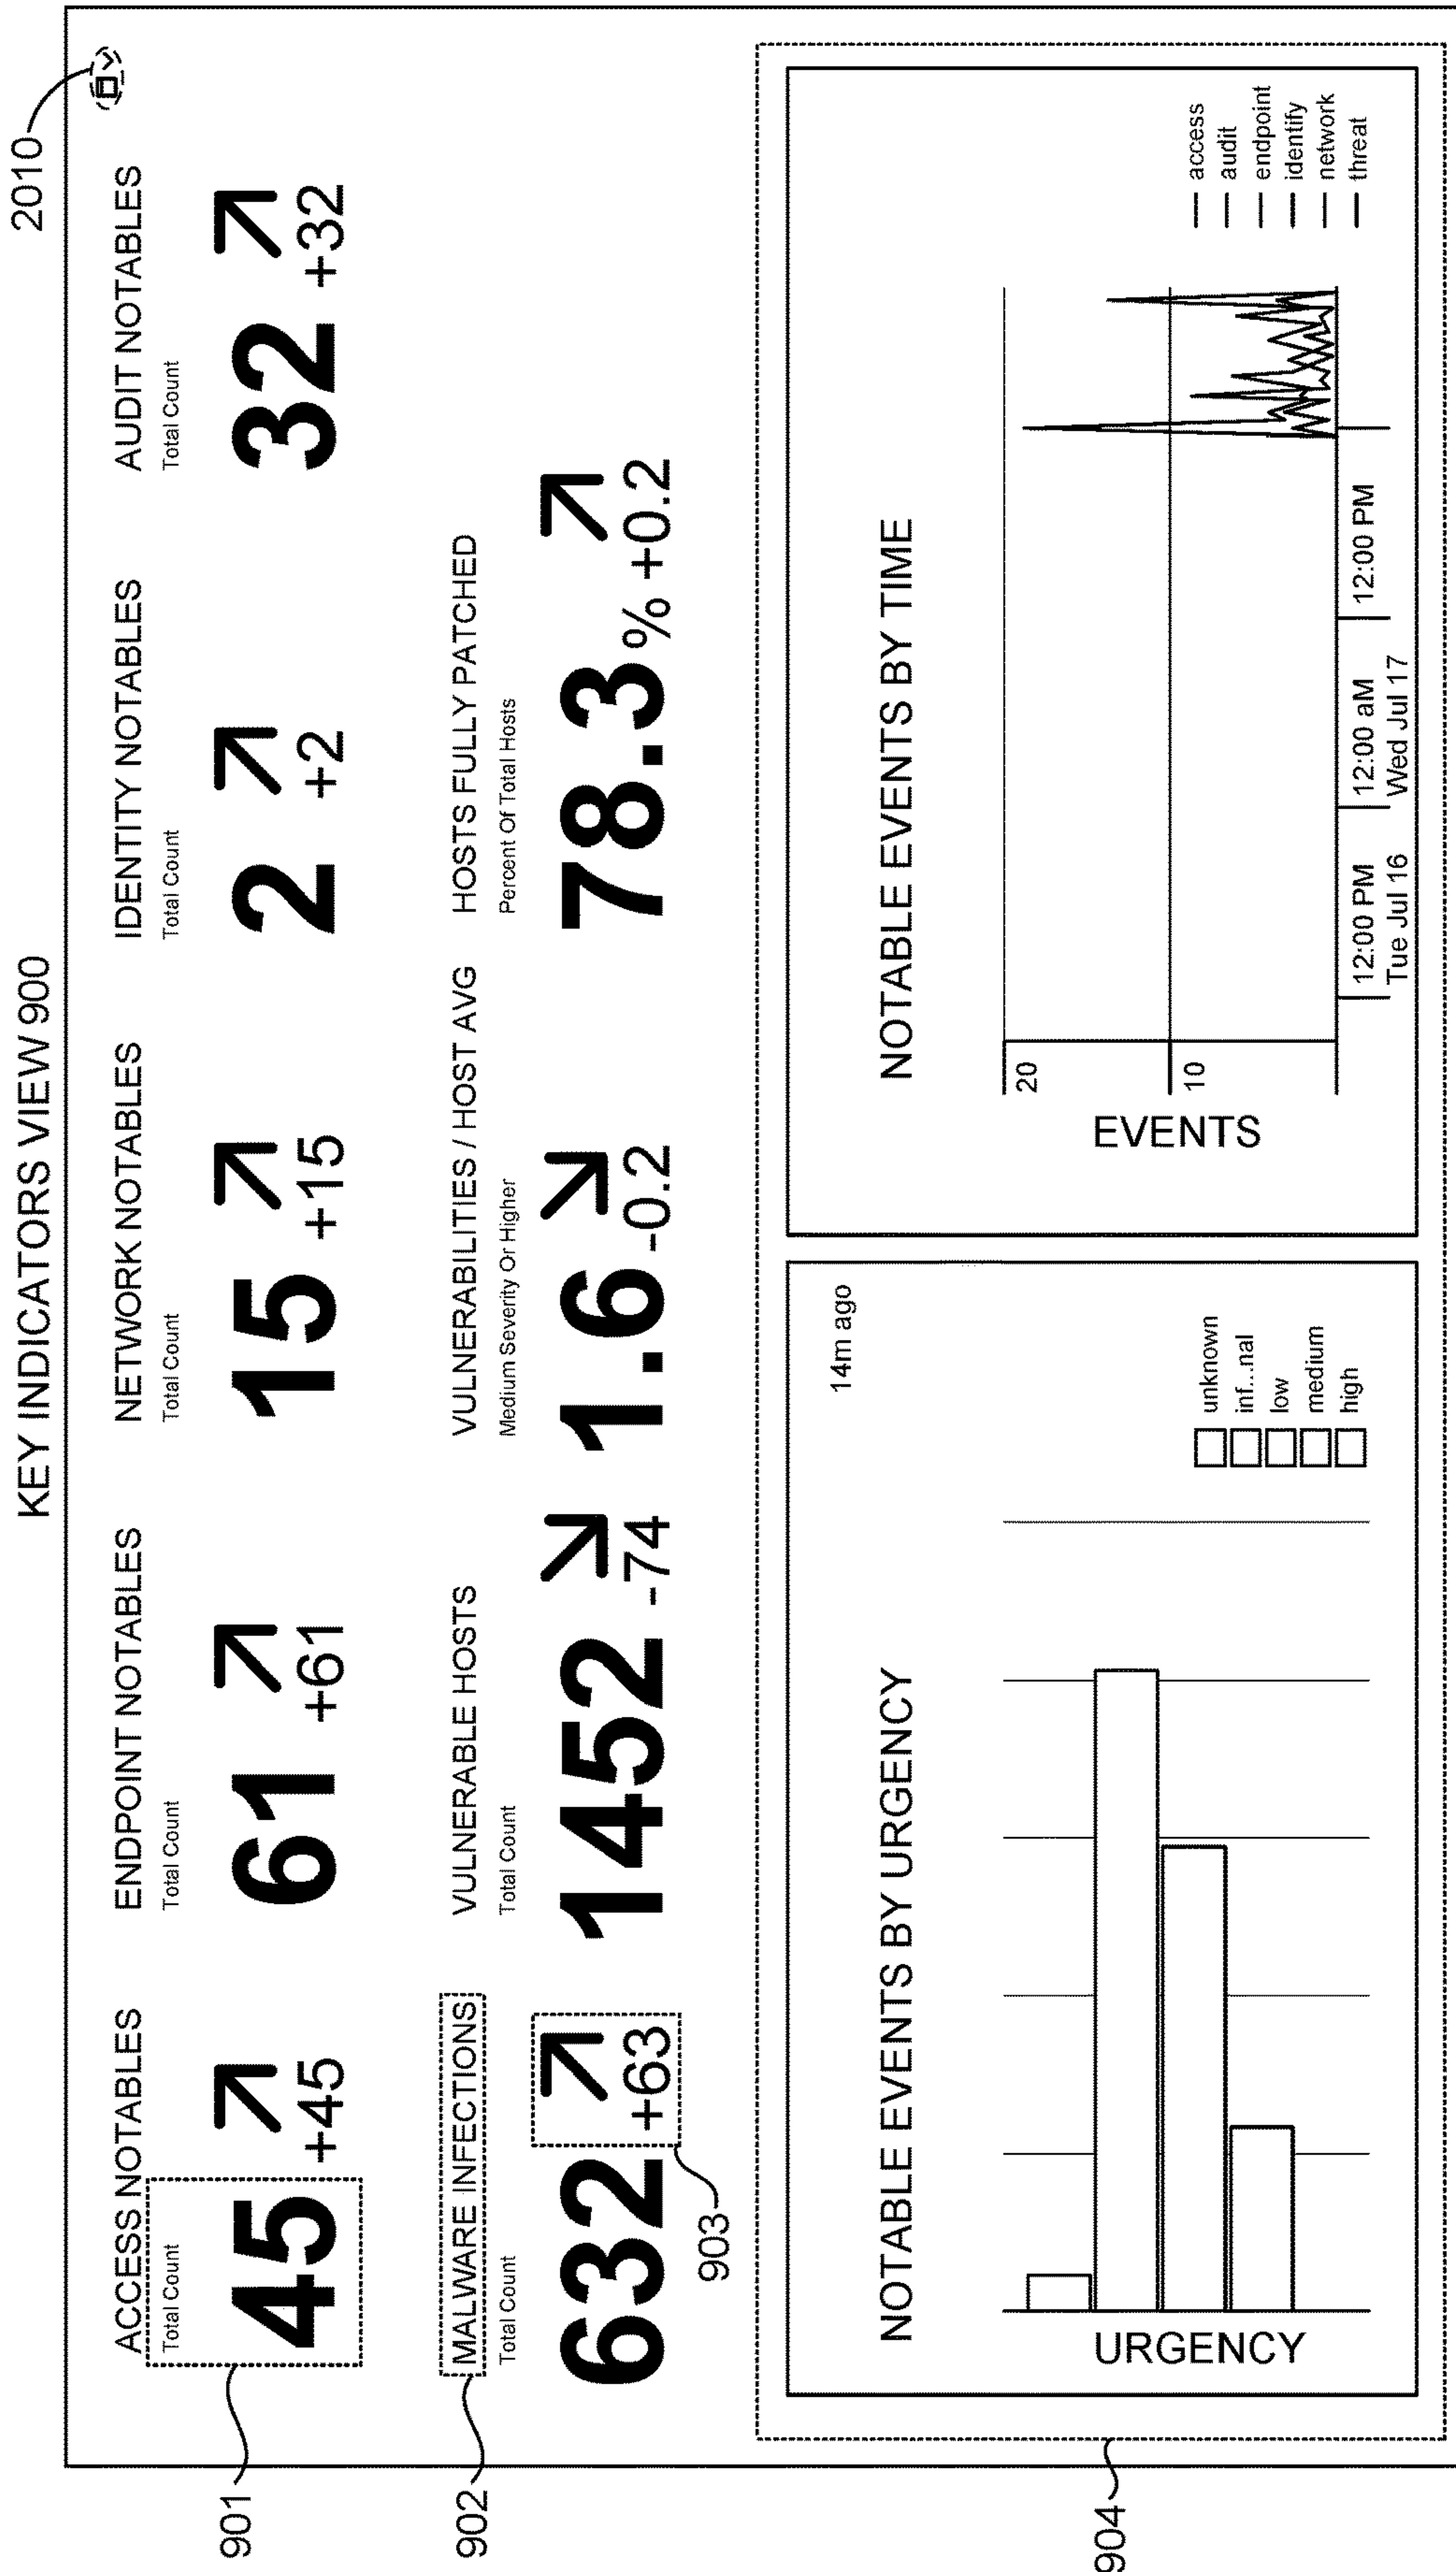 KEY INDICATORS VIEW 900
2010
ACCESS NOTABLES
Total Count
45 +45
ENDPOINT NOTABLES
Total Count
61 +61
NETWORK NOTABLES
Total Count
15 +15
IDENTITY NOTABLES
Total Count
2 +2
AUDIT NOTABLES
Total Count
32 +32
901
MALWARE INFECTIONS
Total Count
632 +63
VULNERABLE HOSTS
Total Count
1452 -74
VULNERABILITIES / HOST AVG
Medium Severity Or Higher
1.6 -0.2
HOSTS FULLY PATCHED
Percent Of Total Hosts
78.3% +0.2
902
903
904
14m ago
NOTABLE EVENTS BY URGENCY
URGENCY
unknown
inf...nal
low
medium
high
NOTABLE EVENTS BY TIME
EVENTS
20
10
12:00 PM
Tue Jul 16
12:00 aM
Wed Jul 17
12:00 PM
access
audit
endpoint
identify
network
threat